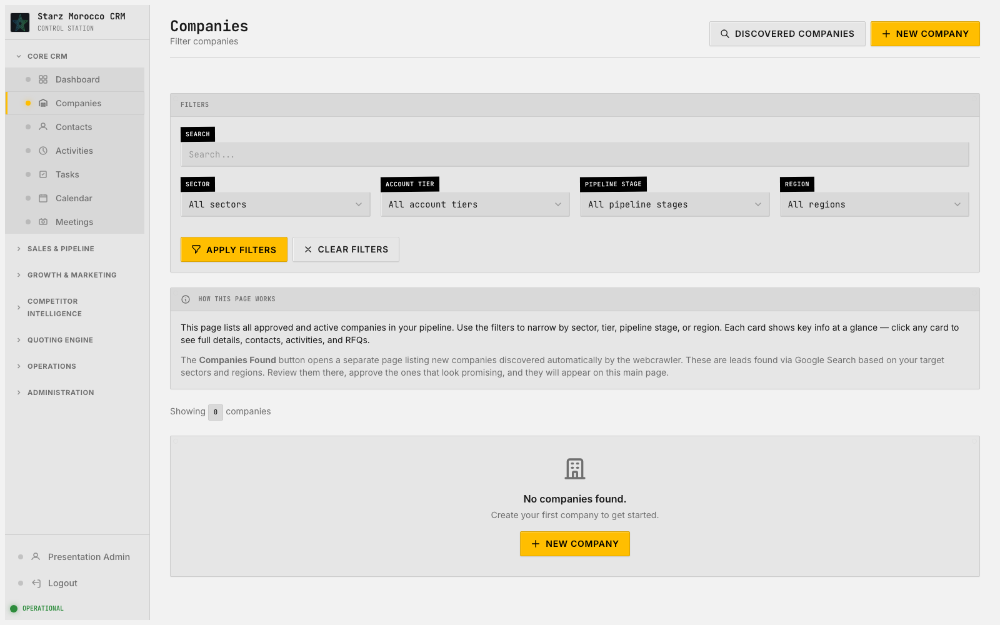 Starz Morocco CRM
CONTROL STATION
CORE CRM
Dashboard
Companies
Contacts
Activities
Tasks
Calendar
Meetings
SALES & PIPELINE
GROWTH & MARKETING
COMPETITOR
INTELLIGENCE
QUOTING ENGINE
OPERATIONS
ADMINISTRATION
Presentation Admin
Logout
OPERATIONAL
Companies
Filter companies
DISCOVERED COMPANIES
NEW COMPANY
FILTERS
SEARCH
Search...
SECTOR
All sectors
ACCOUNT TIER
All account tiers
PIPELINE STAGE
All pipeline stages
REGION
All regions
APPLY FILTERS
CLEAR FILTERS
HOW THIS PAGE WORKS
This page lists all approved and active companies in your pipeline. Use the filters to narrow by sector, tier, pipeline stage, or region. Each card shows key info at a glance — click any card to
see full details, contacts, activities, and RFQs.
The Companies Found button opens a separate page listing new companies discovered automatically by the webcrawler. These are leads found via Google Search based on your target
sectors and regions. Review them there, approve the ones that look promising, and they will appear on this main page.
Showing 0 companies
No companies found.
Create your first company to get started.
NEW COMPANY